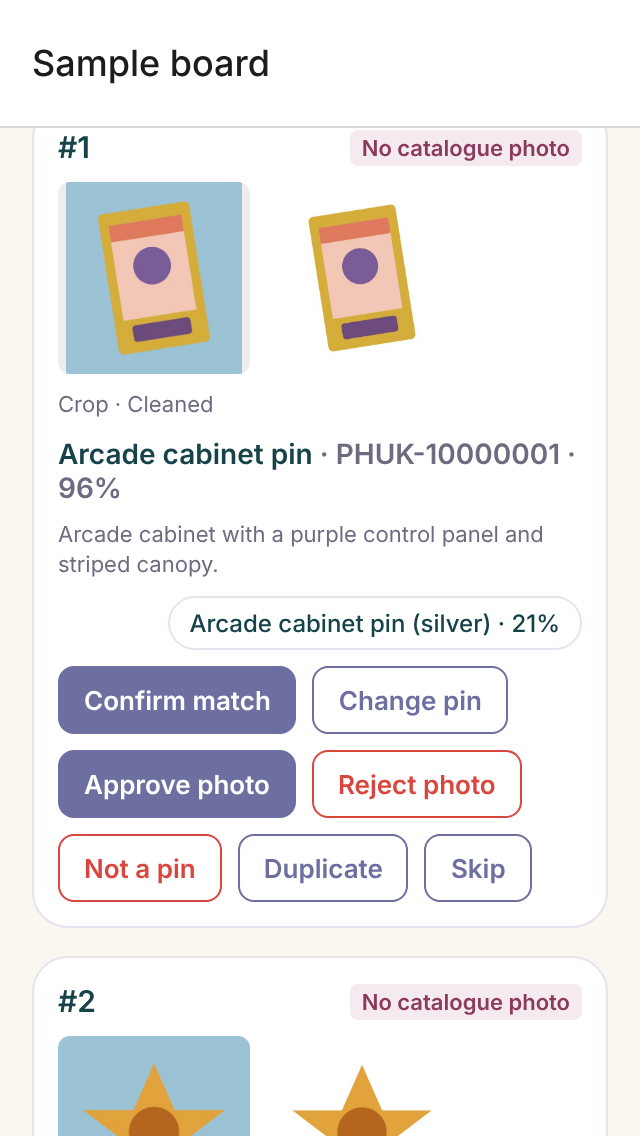 Sample board
#1
No catalogue photo
Crop · Cleaned
Arcade cabinet pin · PHUK-10000001 ·
96%
Arcade cabinet with a purple control panel and
striped canopy.
Arcade cabinet pin (silver) · 21%
Confirm match
Change pin
Approve photo
Reject photo
Not a pin
Duplicate
Skip
#2
No catalogue photo